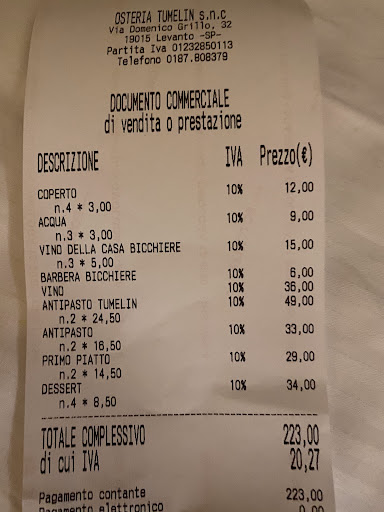 OSTERIA TUMELIN s.n.c
Via Domenico Grillo, 32
19015 Levanto -SP-
Partita Iva 01232850113
Telefono 0187.808379
DOCUMENTO COMMERCIALE
di vendita o prestazione
DESCRIZIONE IVA Prezzo(€)
COPERTO 10% 12,00
n.4 * 3,00
ACQUA 10% 9,00
n.3 * 3,00
VINO DELLA CASA BICCHIERE 10% 15,00
n.3 * 5,00
BARBERA BICCHIERE 10% 6,00
VINO 10% 36,00
ANTIPASTO TUMELIN 10% 49,00
n.2 * 24,50
ANTIPASTO 10% 33,00
n.2 * 16,50
PRIMO PIATTO 10% 29,00
n.2 * 14,50
DESSERT 10% 34,00
n.4 * 8,50
TOTALE COMPLESSIVO 223,00
di cui IVA 20,27
Pagamento contante 223,00
Pagamento elettronico 0,00